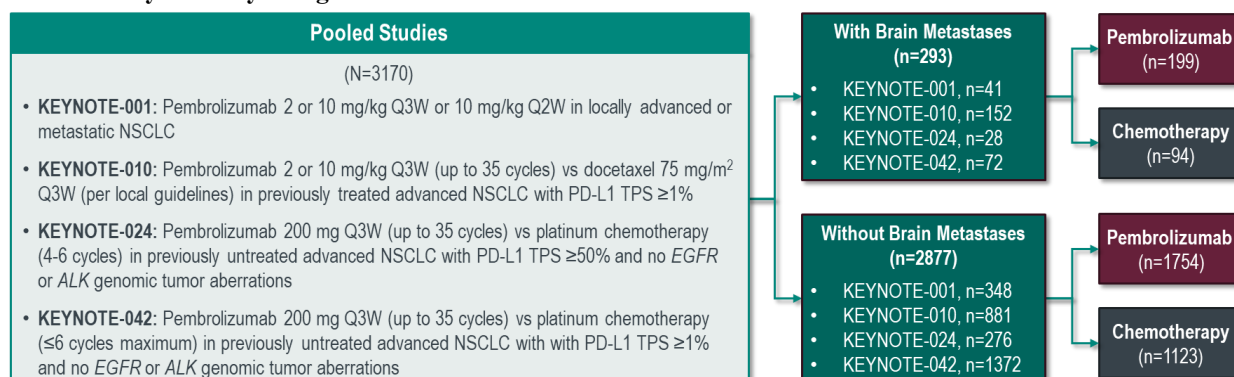 Pooled Studies
(N=3170)
• KEYNOTE-001: Pembrolizumab 2 or 10 mg/kg Q3W or 10 mg/kg Q2W in locally advanced or
metastatic NSCLC
• KEYNOTE-010: Pembrolizumab 2 or 10 mg/kg Q3W (up to 35 cycles) vs docetaxel 75 mg/m²
Q3W (per local guidelines) in previously treated advanced NSCLC with PD-L1 TPS ≥1%
• KEYNOTE-024: Pembrolizumab 200 mg Q3W (up to 35 cycles) vs platinum chemotherapy
(4-6 cycles) in previously untreated advanced NSCLC with PD-L1 TPS ≥50% and no EGFR
or ALK genomic tumor aberrations
• KEYNOTE-042: Pembrolizumab 200 mg Q3W (up to 35 cycles) vs platinum chemotherapy
(≤6 cycles maximum) in previously untreated advanced NSCLC with with PD-L1 TPS ≥1%
and no EGFR or ALK genomic tumor aberrations
With Brain Metastases
(n=293)
• KEYNOTE-001, n=41
• KEYNOTE-010, n=152
• KEYNOTE-024, n=28
• KEYNOTE-042, n=72
Pembrolizumab
(n=199)
Chemotherapy
(n=94)
Without Brain Metastases
(n=2877)
• KEYNOTE-001, n=348
• KEYNOTE-010, n=881
• KEYNOTE-024, n=276
• KEYNOTE-042, n=1372
Pembrolizumab
(n=1754)
Chemotherapy
(n=1123)